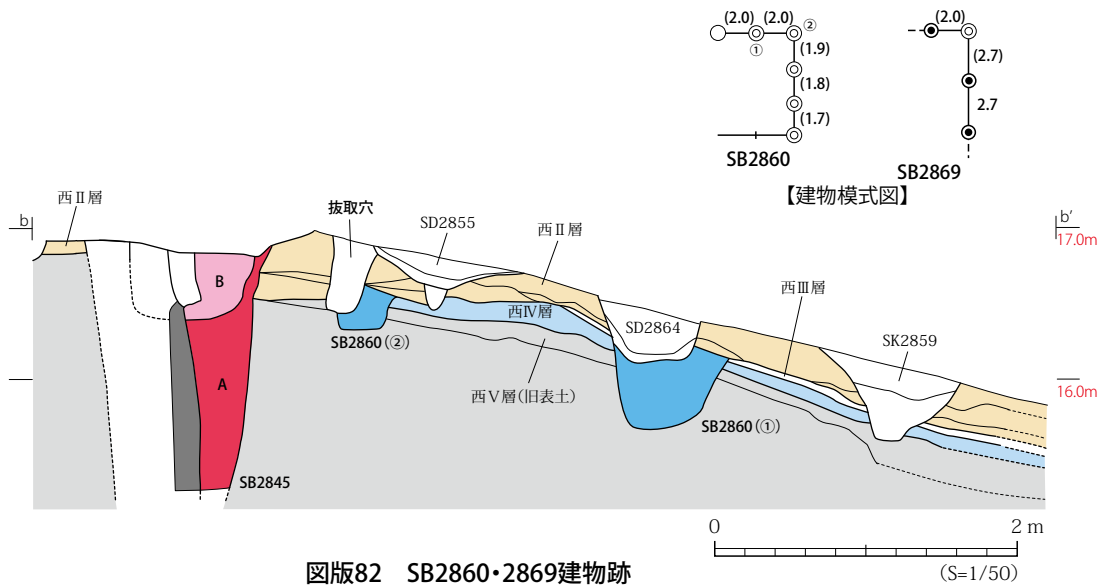 (2.0) (2.0) ②
①
(1.9)
(1.8)
(1.7)
SB2860
(2.0)
(2.7)
2.7
SB2869
【建物模式図】
西Ⅱ層
b
抜取穴
SD2855
西Ⅱ層
b′
17.0m
西Ⅲ層
B
西Ⅳ層
SD2864
SK2859
SB2860(②)
A
西Ⅴ層(旧表土)
16.0m
SB2860(①)
SB2845
0 2 m
(S=1/50)
図版82 SB2860・2869建物跡